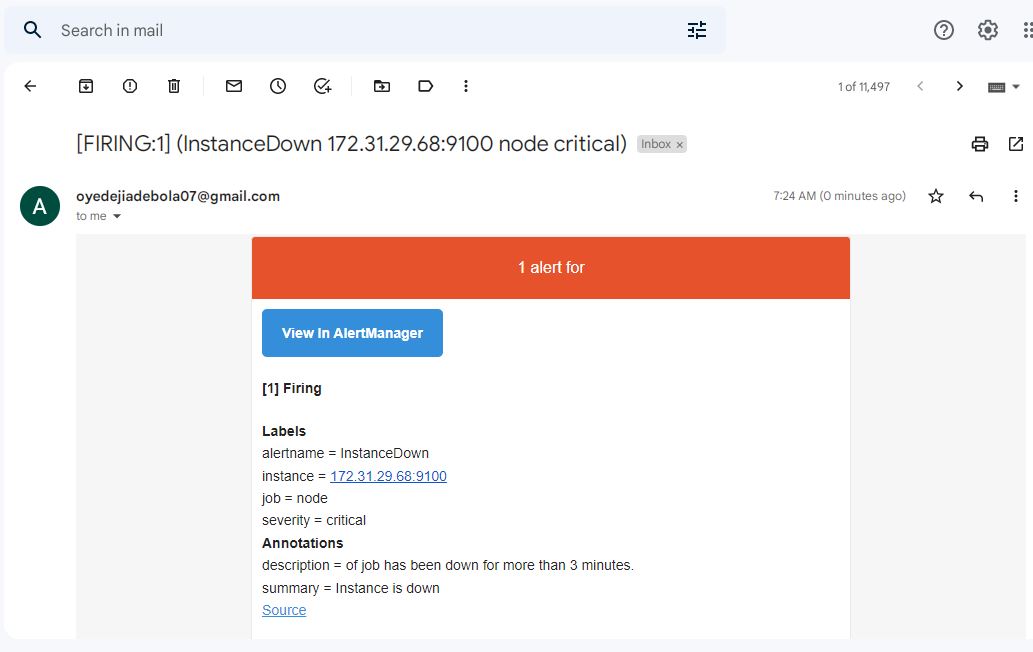 Search in mail
1 of 11,497
[FIRING:1] (InstanceDown 172.31.29.68:9100 node critical) Inbox ×
oyedejiadebola07@gmail.com 7:24 AM (0 minutes ago)
A
to me
1 alert for
View In AlertManager
[1] Firing
Labels
alertname = InstanceDown
instance = 172.31.29.68:9100
job = node
severity = critical
Annotations
description = of job has been down for more than 3 minutes.
summary = Instance is down
Source